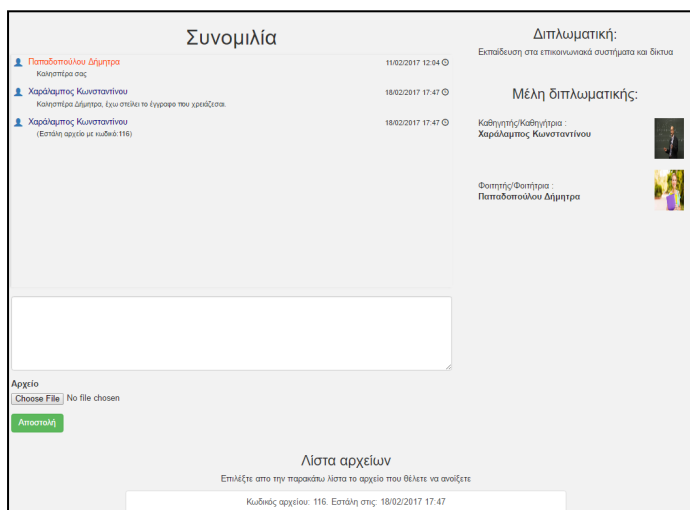 Συνομιλία
Παπαδοπούλου Δήμητρα 11/02/2017 12:04
Καλησπέρα σας
Χαράλαμπος Κωνσταντίνου 18/02/2017 17:47
Καλησπέρα Δήμητρα, έχω στείλει το έγγραφο που χρειάζεσαι.
Χαράλαμπος Κωνσταντίνου 18/02/2017 17:47
(Εστάλη αρχείο με κωδικό:116)
Αρχείο
Choose File No file chosen
Αποστολή
Διπλωματική:
Εκπαίδευση στα επικοινωνιακά συστήματα και δίκτυα
Μέλη διπλωματικής:
Καθηγητής/Καθηγήτρια :
Χαράλαμπος Κωνσταντίνου
Φοιτητής/Φοιτήτρια :
Παπαδοπούλου Δήμητρα
Λίστα αρχείων
Επιλέξτε απο την παρακάτω λίστα το αρχείο που θέλετε να ανοίξετε
Κωδικός αρχείου: 116. Εστάλη στις: 18/02/2017 17:47